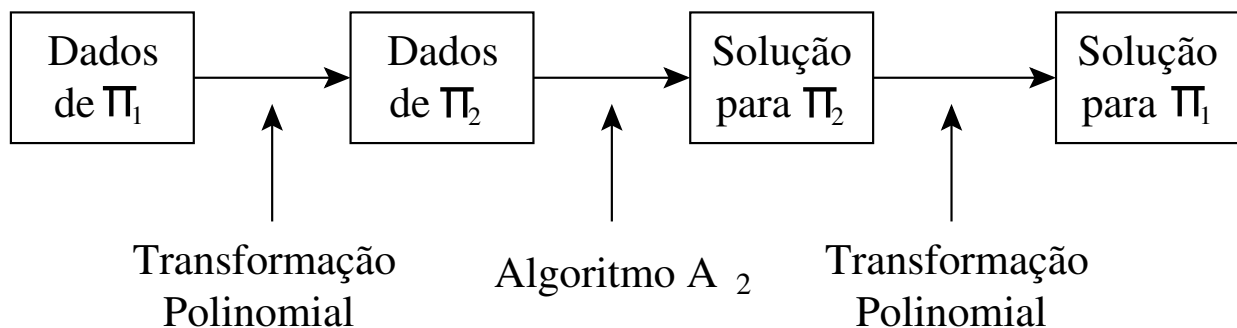 Dados
de Π₁
Dados
de Π₂
Solução
para Π₂
Solução
para Π₁
Transformação
Polinomial
Algoritmo A ₂
Transformação
Polinomial